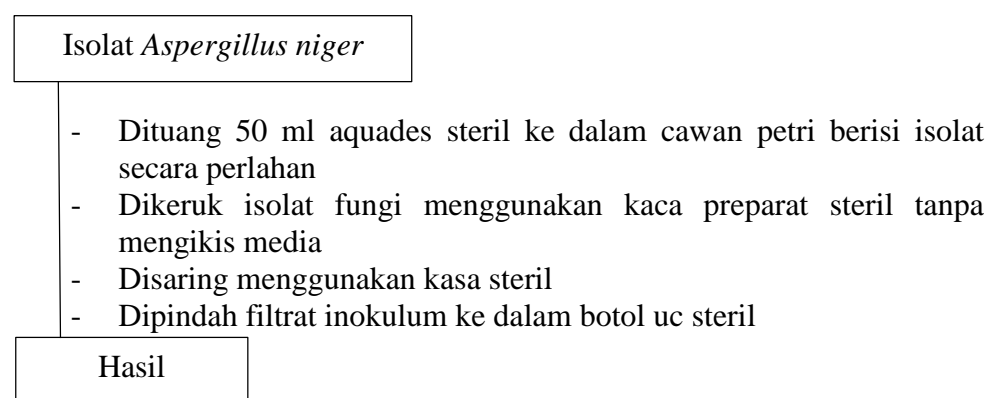 Isolat Aspergillus niger
- Dituang 50 ml aquades steril ke dalam cawan petri berisi isolat
secara perlahan
- Dikeruk isolat fungi menggunakan kaca preparat steril tanpa
mengikis media
- Disaring menggunakan kasa steril
- Dipindah filtrat inokulum ke dalam botol uc steril
Hasil